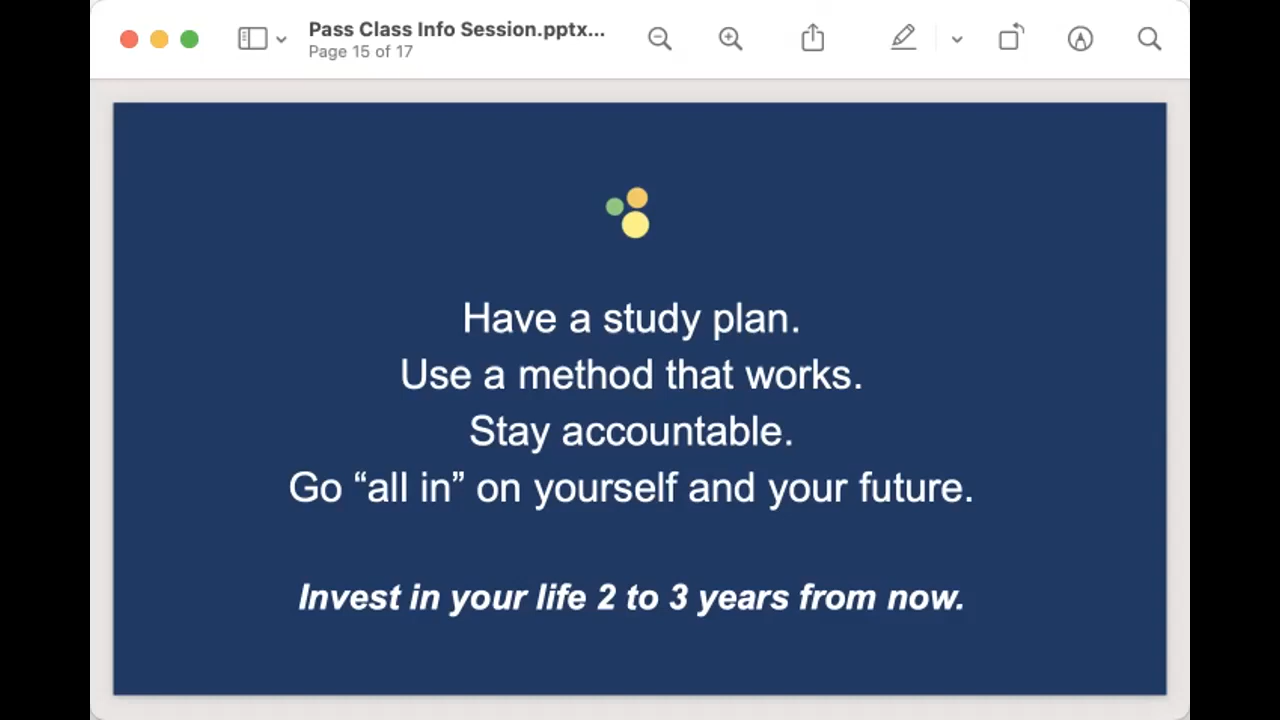 Pass Class Info Session.pptx...
Page 15 of 17
Have a study plan.
Use a method that works.
Stay accountable.
Go “all in” on yourself and your future.
Invest in your life 2 to 3 years from now.